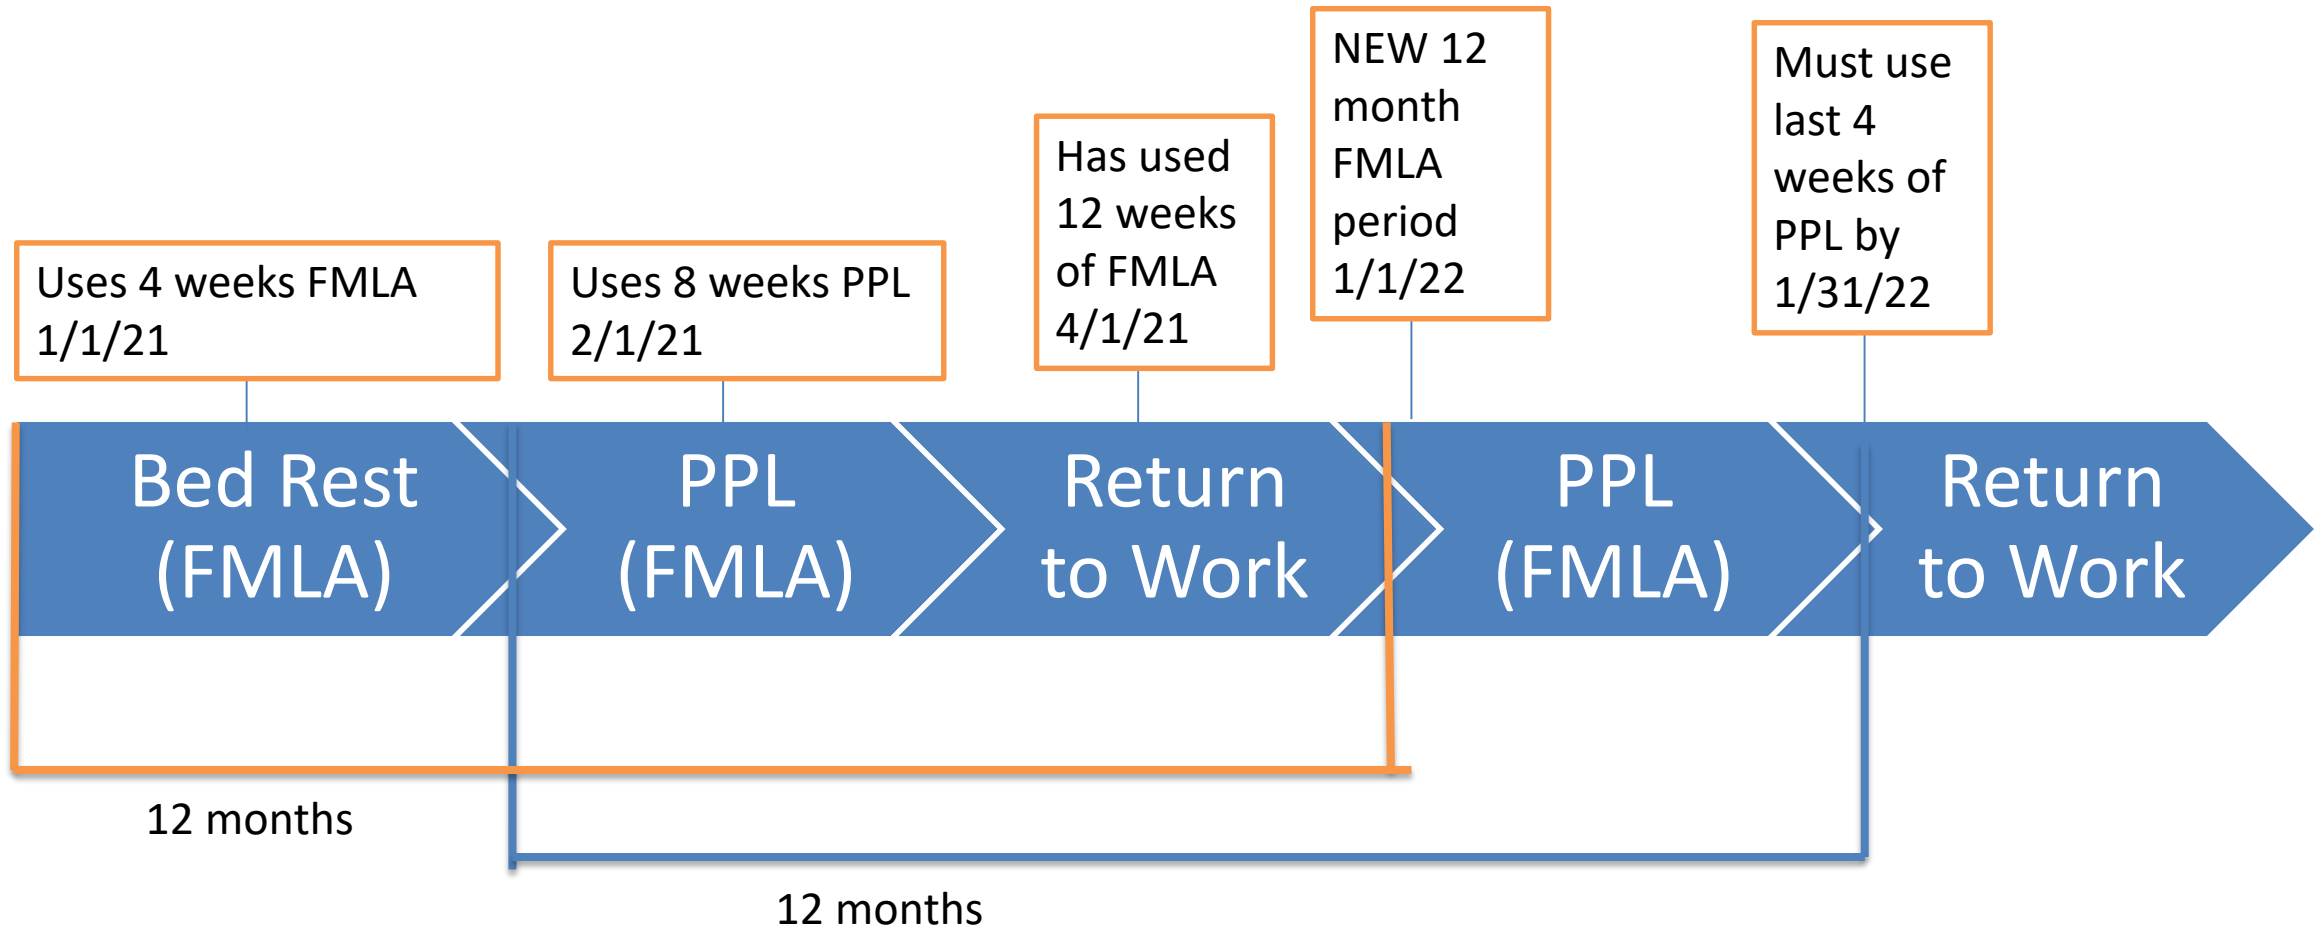 Uses 4 weeks FMLA
1/1/21
Uses 8 weeks PPL
2/1/21
Has used
12 weeks
of FMLA
4/1/21
NEW 12
month
FMLA
period
1/1/22
Must use
last 4
weeks of
PPL by
1/31/22
Bed Rest
(FMLA)
PPL
(FMLA)
Return
to Work
PPL
(FMLA)
Return
to Work
12 months
12 months